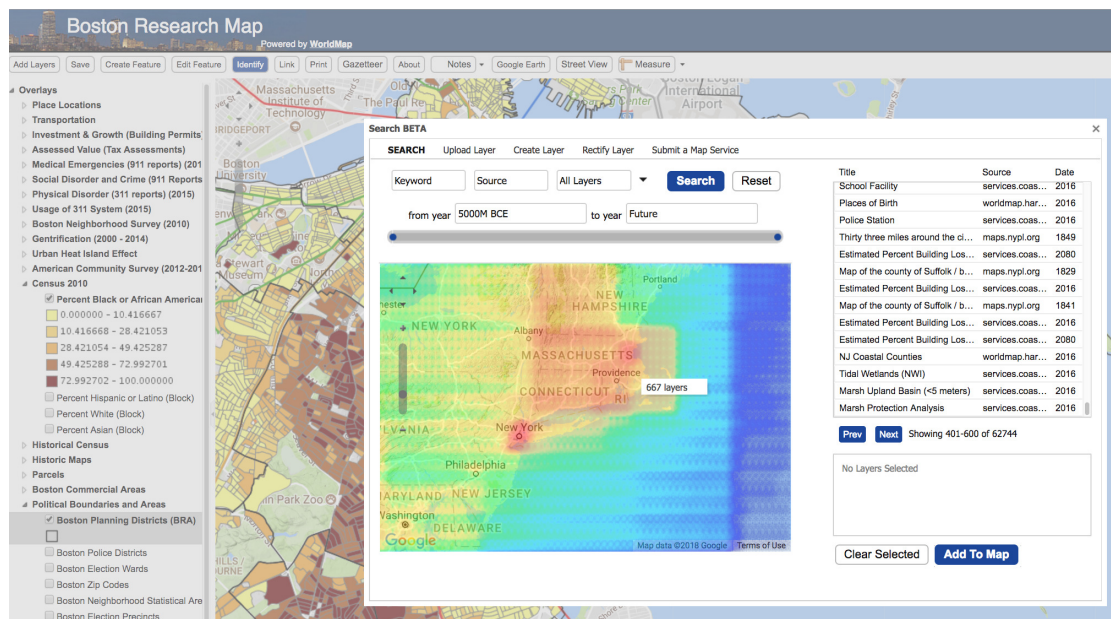 Boston Research Map
Powered by WorldMap
Add Layers Save Create Feature Edit Feature Identify Link Print Gazetteer About Notes Google Earth Street View Measure
Overlays
Place Locations
Transportation
Investment & Growth (Building Permits
Assessed Value (Tax Assessments)
Medical Emergencies (911 reports) (201
Social Disorder and Crime (911 Reports
Physical Disorder (311 reports) (2015)
Usage of 311 System (2015)
Boston Neighborhood Survey (2010)
Gentrification (2000 - 2014)
Urban Heat Island Effect
American Community Survey (2012-201
Census 2010
Percent Black or African American
0.000000 - 10.416667
10.416668 - 28.421053
28.421054 - 49.425287
49.425288 - 72.992701
72.992702 - 100.000000
Percent Hispanic or Latino (Block)
Percent White (Block)
Percent Asian (Block)
Historical Census
Historic Maps
Parcels
Boston Commercial Areas
Political Boundaries and Areas
Boston Planning Districts (BRA)
Boston Police Districts
Boston Election Wards
Boston Zip Codes
Boston Neighborhood Statistical Are
Boston Election Precincts
Massachusetts
Institute of
Technology
The Paul Re
International
Airport
Boston
University
Search BETA
SEARCH Upload Layer Create Layer Rectify Layer Submit a Map Service
Keyword Source All Layers Search Reset
from year 5000M BCE to year Future
Portland
NEW
HAMPSHIRE
NEW YORK
Albany
MASSACHUSETTS
Providence
CONNECTICUT RI
667 layers
New York
Philadelphia
NEW JERSEY
Washington
DELAWARE
Google
Map data ©2018 Google Terms of Use
Title Source Date
School Facility services.coas... 2016
Places of Birth worldmap.har... 2016
Police Station services.coas... 2016
Thirty three miles around the ci... maps.nypl.org 1849
Estimated Percent Building Los... services.coas... 2080
Map of the county of Suffolk / b... maps.nypl.org 1829
Estimated Percent Building Los... services.coas... 2016
Map of the county of Suffolk / b... maps.nypl.org 1841
Estimated Percent Building Los... services.coas... 2016
Estimated Percent Building Los... services.coas... 2080
NJ Coastal Counties worldmap.har... 2016
Tidal Wetlands (NWI) services.coas... 2016
Marsh Upland Basin (<5 meters) services.coas... 2016
Marsh Protection Analysis services.coas... 2016
Prev Next Showing 401-600 of 62744
No Layers Selected
Clear Selected Add To Map